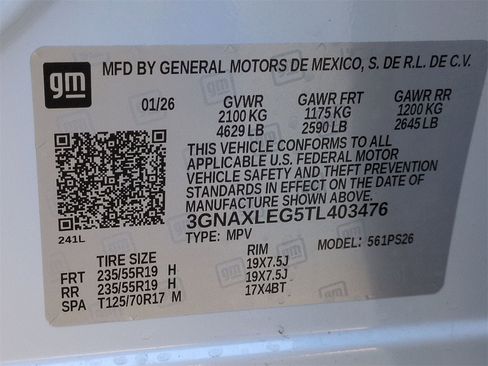 gm MFD BY GENERAL MOTORS DE MEXICO, S. DE R.L. DE C.V.
01/26 GVWR GAWR FRT GAWR RR
2100 KG 1175 KG 1200 KG
4629 LB 2590 LB 2645 LB
THIS VEHICLE CONFORMS TO ALL
APPLICABLE U.S. FEDERAL MOTOR
VEHICLE SAFETY AND THEFT PREVENTION
STANDARDS IN EFFECT ON THE DATE OF
MANUFACTURE SHOWN ABOVE.
3GNAXLEG5TL403476
241L TYPE: MPV MODEL: 561PS26
TIRE SIZE RIM
FRT 235/55R19 H 19X7.5J
RR 235/55R19 H 19X7.5J
SPA T125/70R17 M 17X4BT